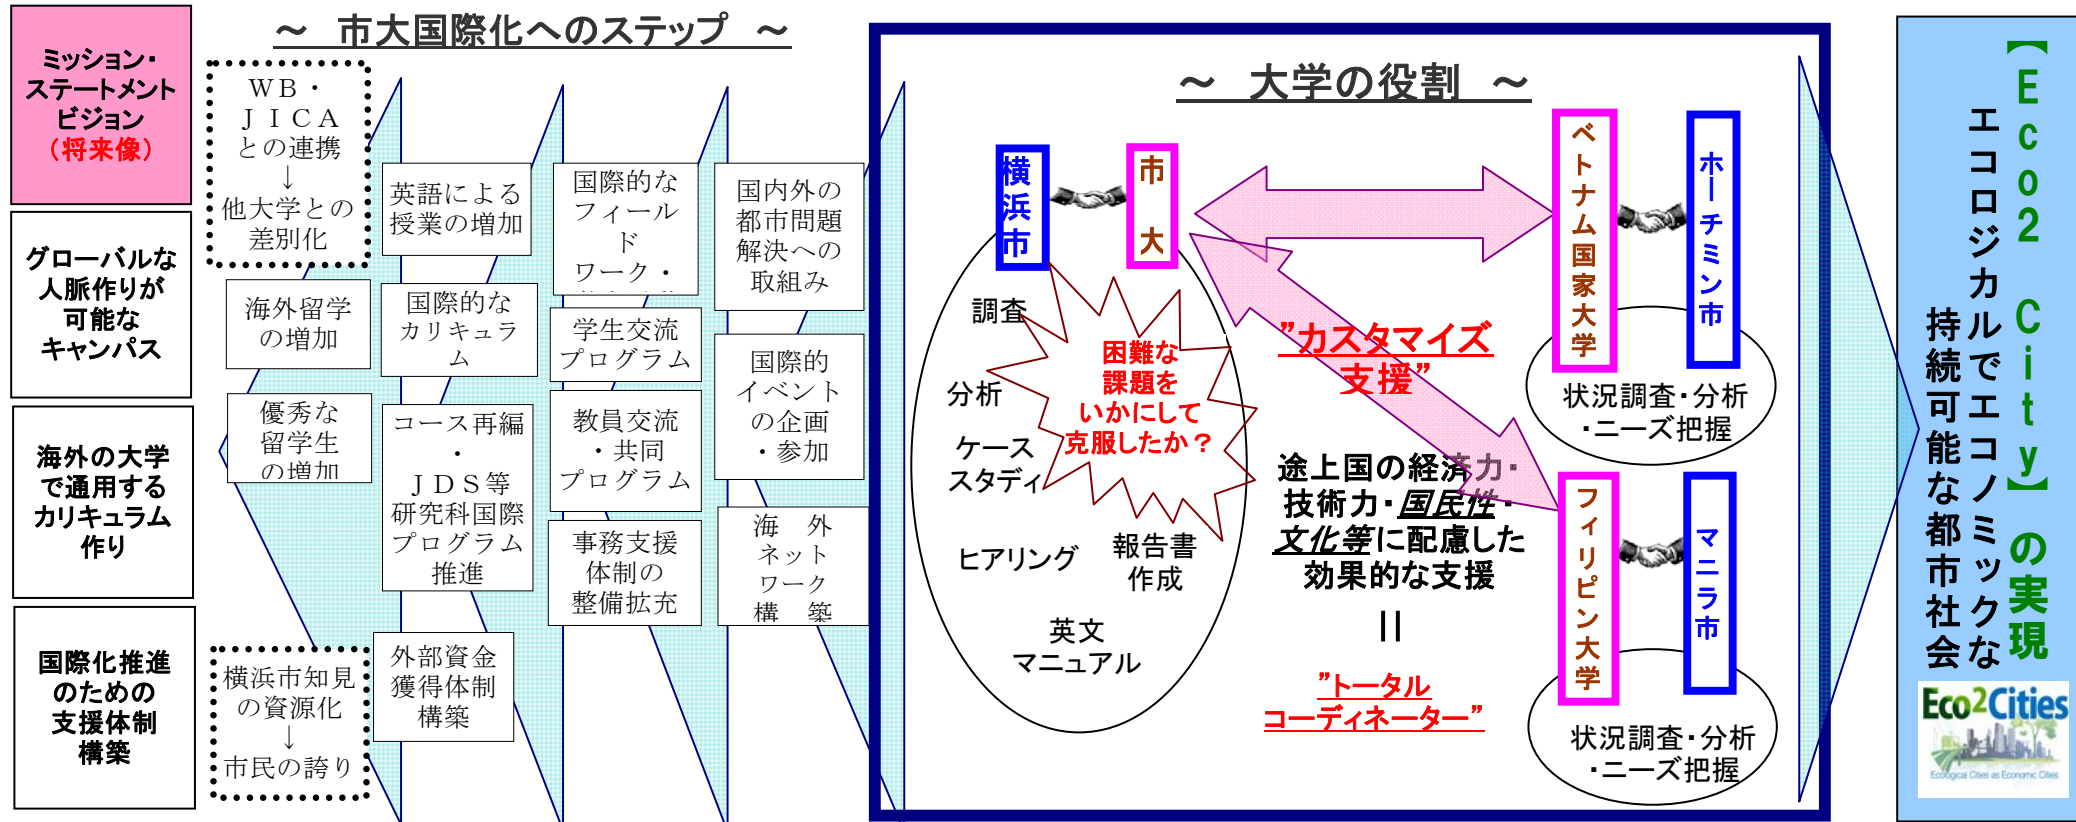 ミッション・
ステートメント
ビジョン
（将来像）
グローバルな
人脈作りが
可能な
キャンパス
海外の大学
で通用する
カリキュラム
作り
国際化推進
のための
支援体制
構築
～　市大国際化へのステップ　～
ＷＢ・
ＪＩＣＡ
との連携
↓
他大学との
差別化
海外留学
の増加
優秀な
留学生
の増加
横浜市知見
の資源化
↓
市民の誇り
英語による
授業の増加
国際的な
カリキュラ
ム
コース再編
・
ＪＤＳ等
研究科国際
プログラム
推進
外部資金
獲得体制
構築
国際的な
フィール
ド
ワーク・
学生交流
プログラム
教員交流
・共同
プログラム
事務支援
体制の
整備拡充
国内外の
都市問題
解決への
取組み
国際的
イベント
の企画
・参加
海　外
ネット
ワーク
構　築
～　大学の役割　～
横浜市
市大
調査
分析
ケース
スタディ
ヒアリング
報告書
作成
英文
マニュアル
困難な
課題を
いかにして
克服したか？
”カスタマイズ
支援”
途上国の経済力・
技術力・国民性・
文化等に配慮した
効果的な支援
＝
”トータル
コーディネーター”
ベトナム国家大学
ホーチミン市
状況調査・分析
・ニーズ把握
フィリピン大学
マニラ市
状況調査・分析
・ニーズ把握
【Ｅｃｏ２　Ｃｉｔｙ】の実現
エコロジカルでエコノミックな
持続可能な都市社会
Eco2Cities
Ecological Cities as Economic Cities